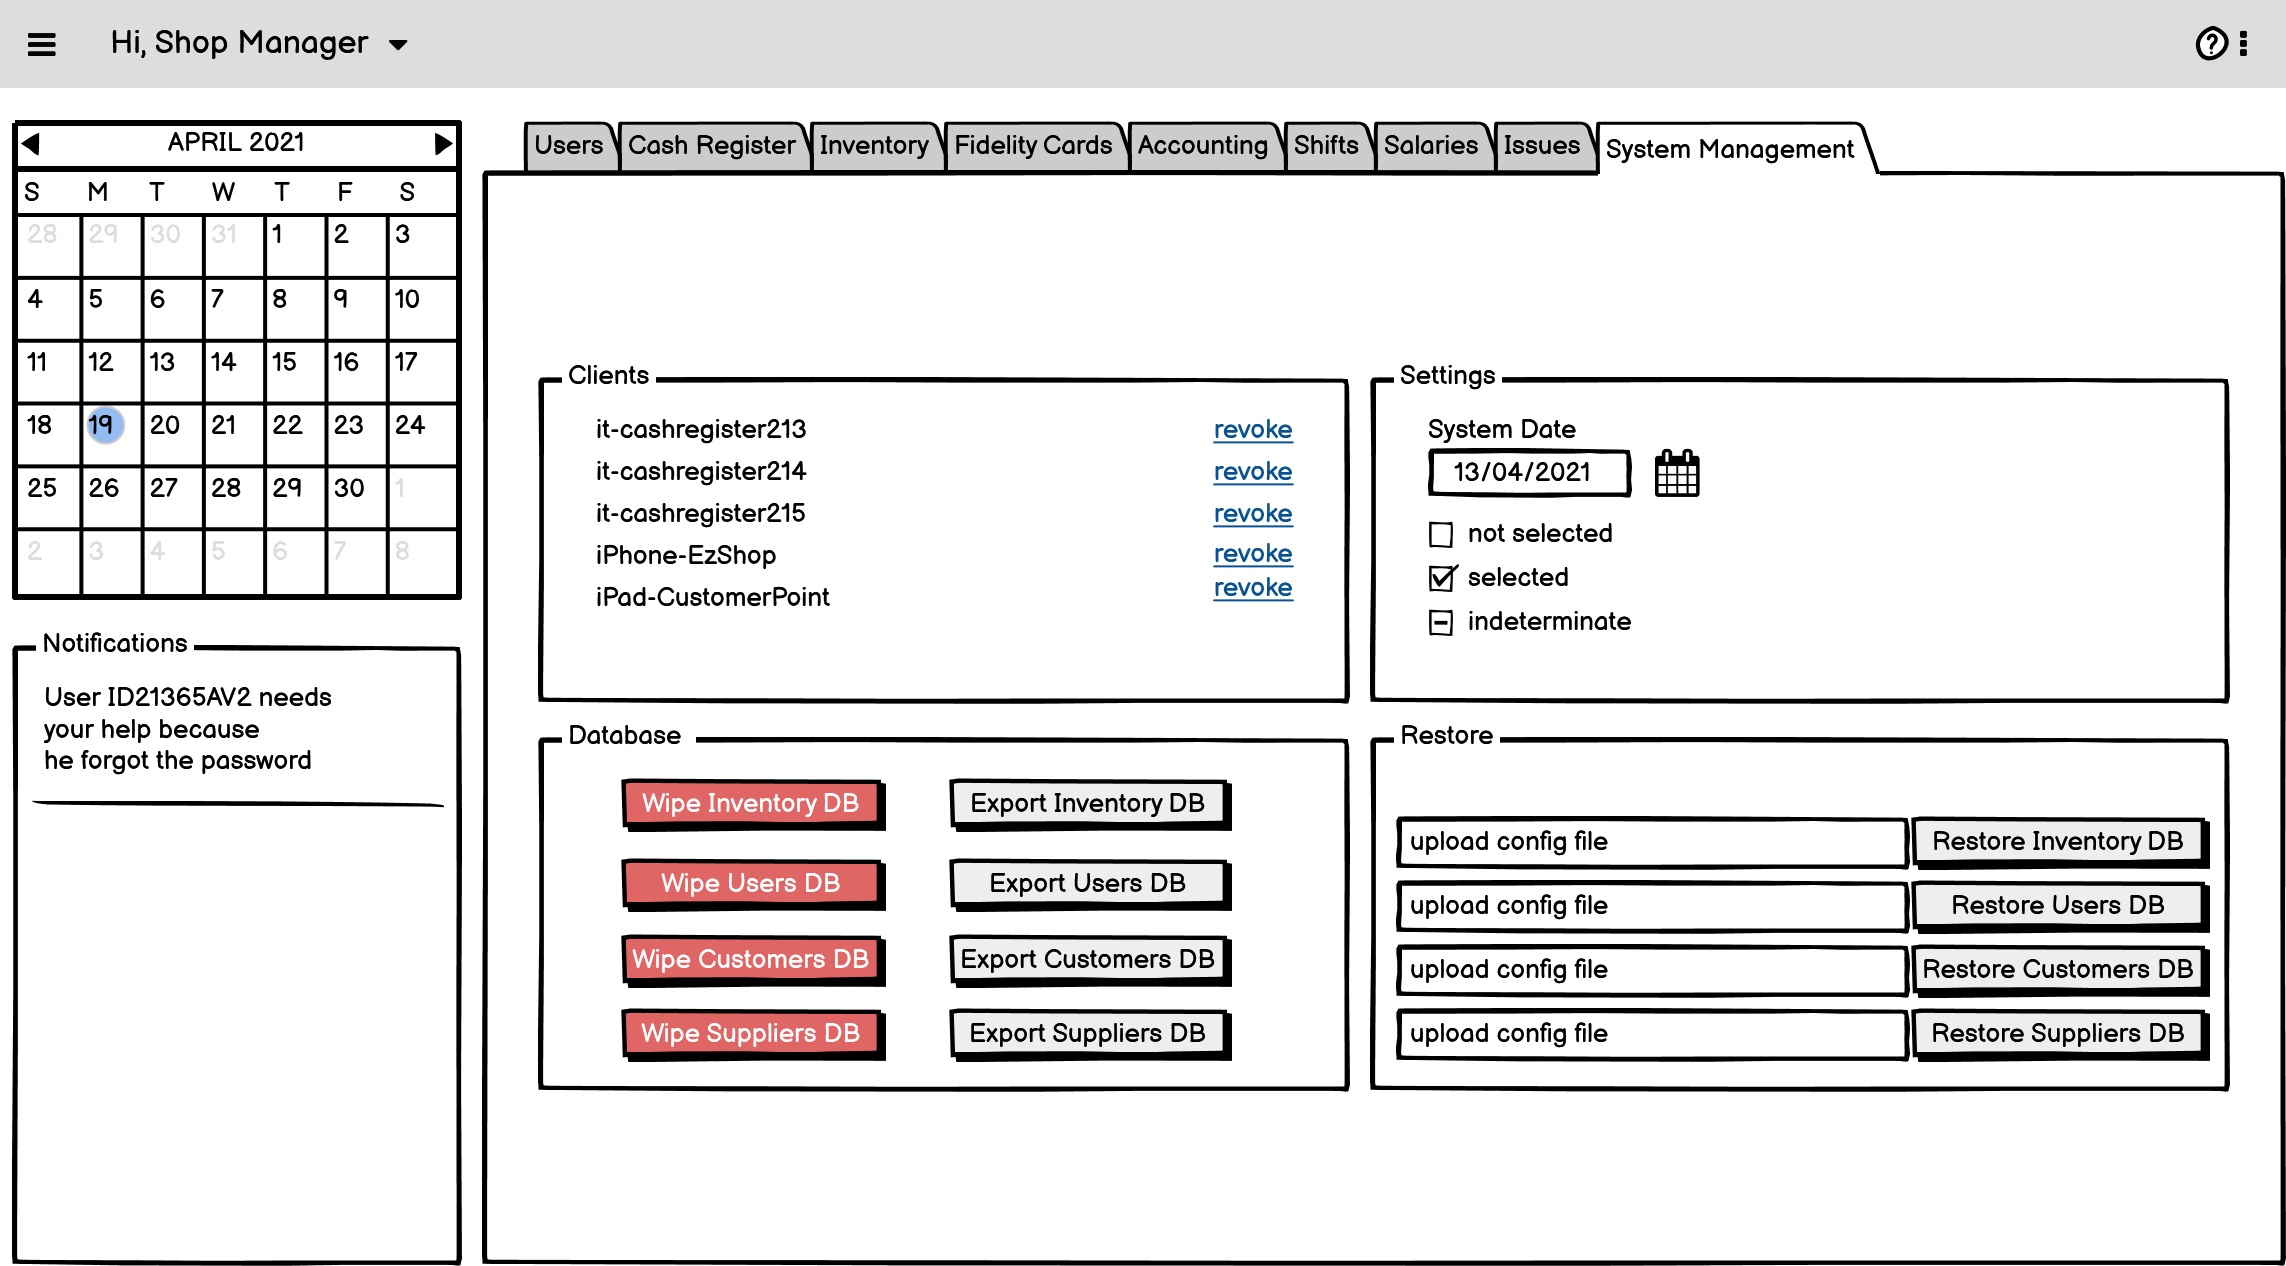 Hi, Shop Manager
APRIL 2021
S M T W T F S
28 29 30 31 1 2 3
4 5 6 7 8 9 10
11 12 13 14 15 16 17
18 19 20 21 22 23 24
25 26 27 28 29 30 1
2 3 4 5 6 7 8
Notifications
User ID21365AV2 needs
your help because
he forgot the password
Users Cash Register Inventory Fidelity Cards Accounting Shifts Salaries Issues System Management
Clients
it-cashregister213 revoke
it-cashregister214 revoke
it-cashregister215 revoke
iPhone-EzShop revoke
iPad-CustomerPoint revoke
Settings
System Date
13/04/2021
not selected
selected
indeterminate
Database
Wipe Inventory DB Export Inventory DB
Wipe Users DB Export Users DB
Wipe Customers DB Export Customers DB
Wipe Suppliers DB Export Suppliers DB
Restore
upload config file Restore Inventory DB
upload config file Restore Users DB
upload config file Restore Customers DB
upload config file Restore Suppliers DB